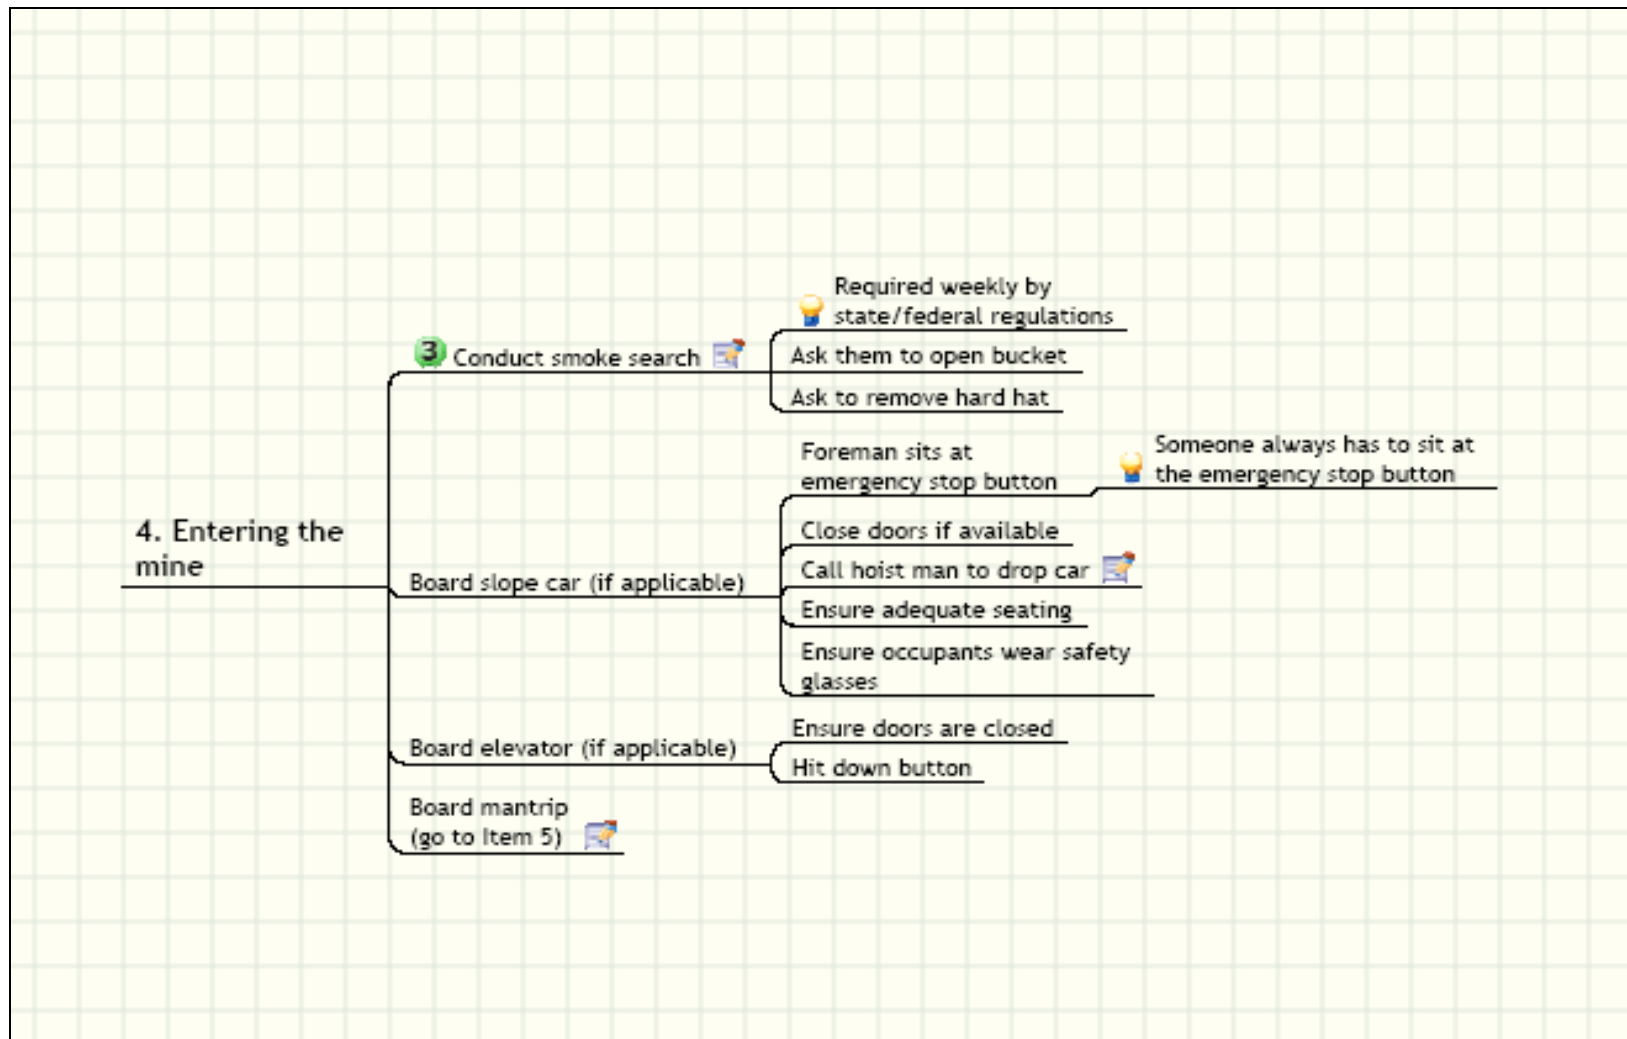 4. Entering the
mine
3 Conduct smoke search
Required weekly by
state/federal regulations
Ask them to open bucket
Ask to remove hard hat
Board slope car (if applicable)
Foreman sits at
emergency stop button
Someone always has to sit at
the emergency stop button
Close doors if available
Call hoist man to drop car
Ensure adequate seating
Ensure occupants wear safety
glasses
Board elevator (if applicable)
Ensure doors are closed
Hit down button
Board mantrip
(go to Item 5)